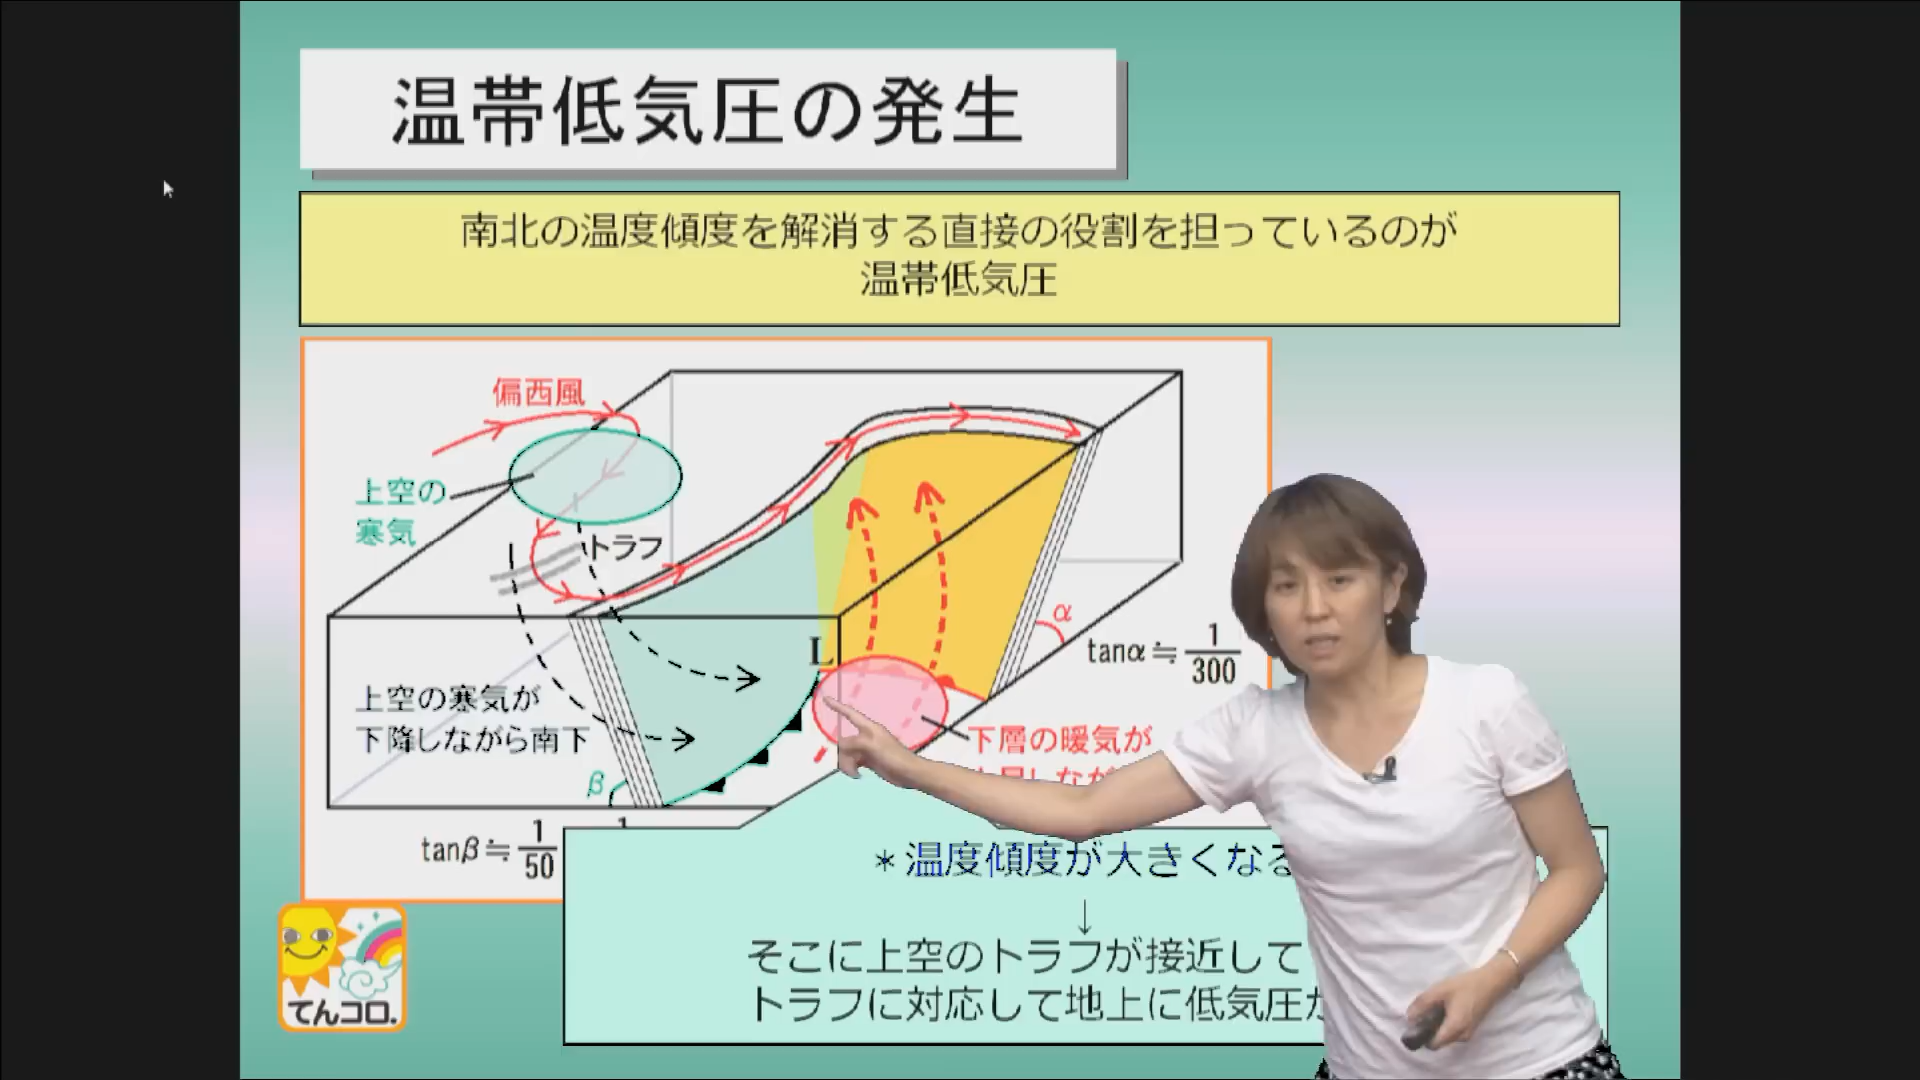 温帯低気圧の発生
南北の温度傾度を解消する直接の役割を担っているのが
温帯低気圧
偏西風
上空の
寒気
トラフ
L
α
tanα≒1/300
上空の寒気が
下降しながら南下
下層の暖気が
β
tanβ≒1/50
*温度傾度が大きくなる
↓
そこに上空のトラフが接近して
トラフに対応して地上に低気圧が
てんコロ.